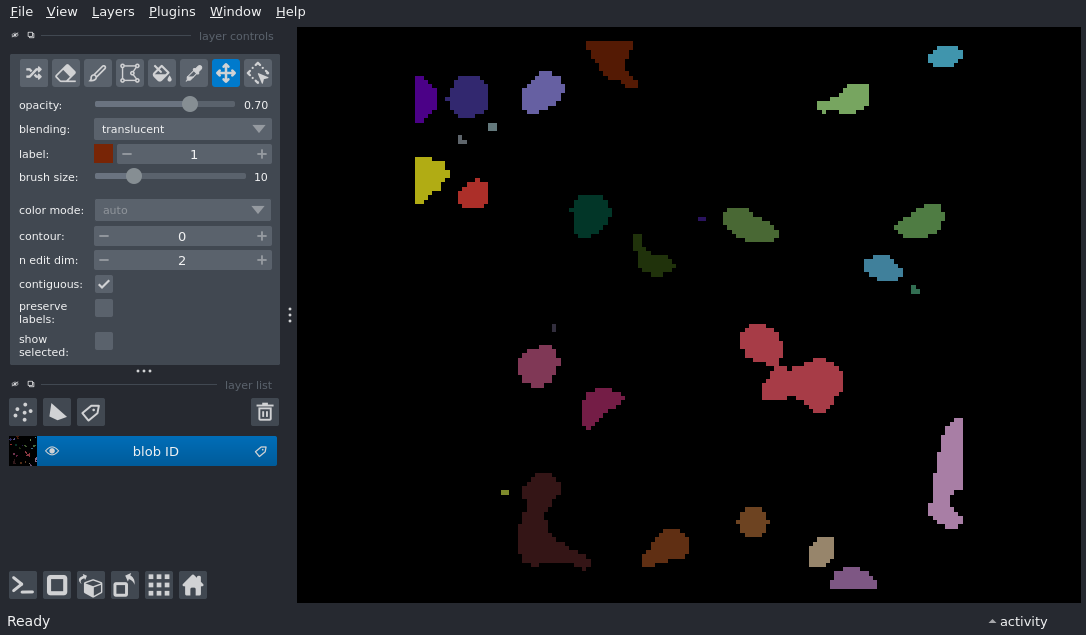 File View Layers Plugins Window Help
layer controls
opacity: 0.70
blending: translucent
label: 1
brush size: 10
color mode: auto
contour: 0
n edit dim: 2
contiguous:
preserve
labels:
show
selected:
layer list
blob ID
Ready
activity